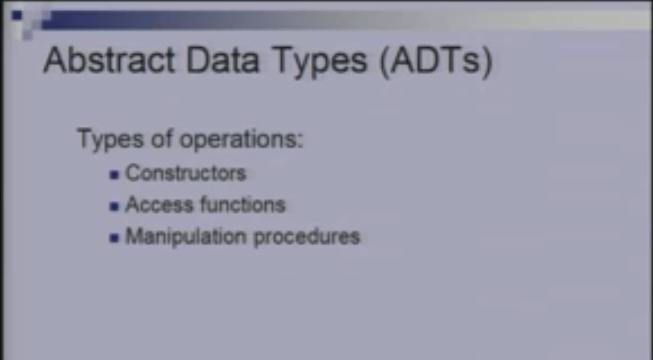 Abstract Data Types (ADTs)
Types of operations:
Constructors
Access functions
Manipulation procedures